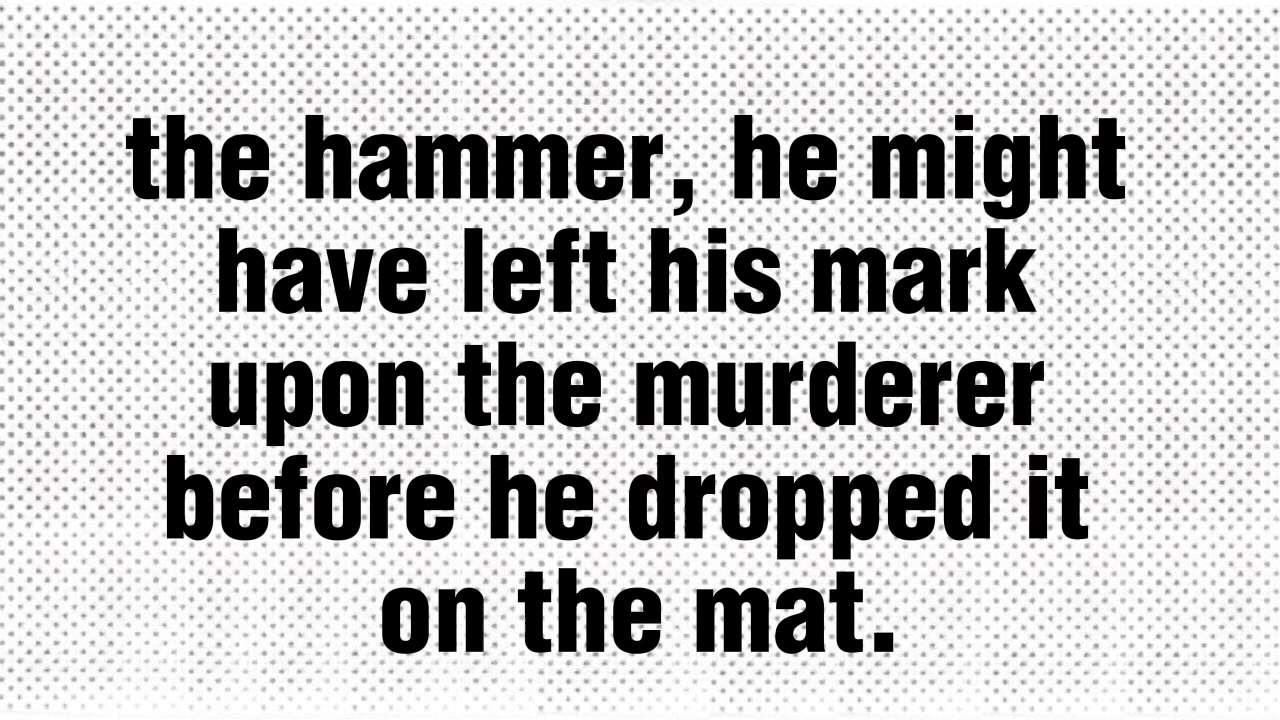 the hammer, he might
have left his mark
upon the murderer
before he dropped it
on the mat.